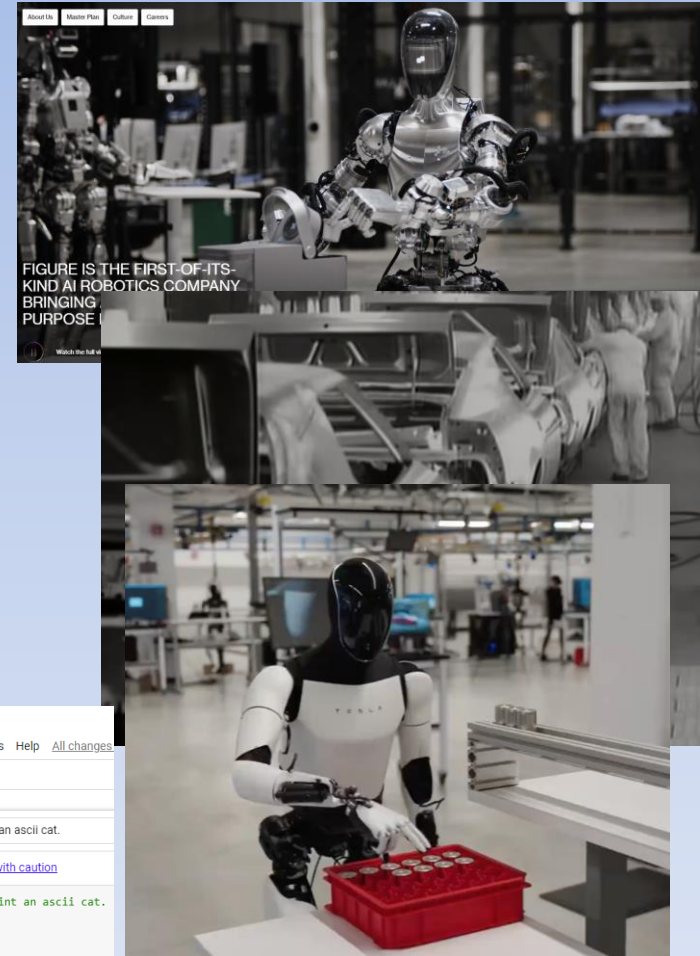 About Us Master Plan Culture Careers
FIGURE IS THE FIRST-OF-ITS-
KIND AI ROBOTICS COMPANY
BRINGING
PURPOSE
Watch the full
TESLA
Help All changes
an ascii cat.
with caution
int an ascii cat.